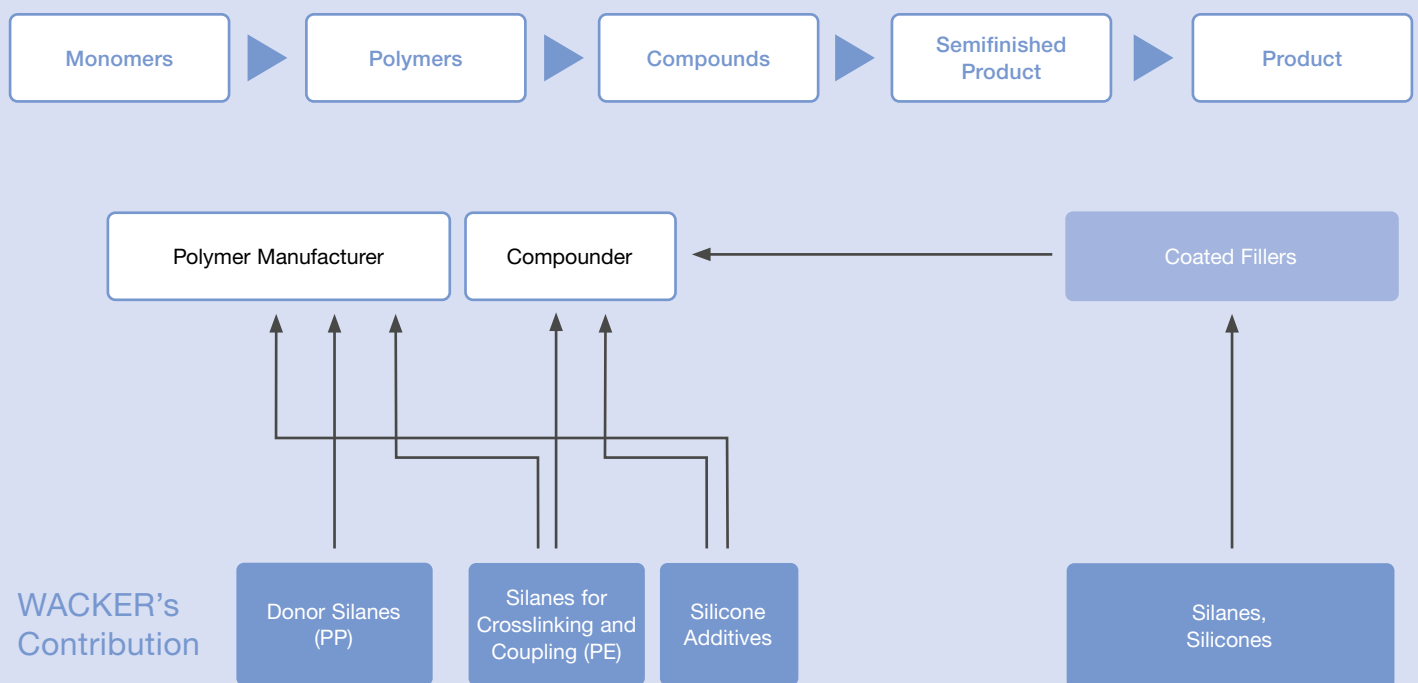 Monomers
Polymers
Compounds
Semifinished
Product
Product
Polymer Manufacturer
Compounder
Coated Fillers
WACKER's
Contribution
Donor Silanes
(PP)
Silanes for
Crosslinking and
Coupling (PE)
Silicone
Additives
Silanes,
Silicones